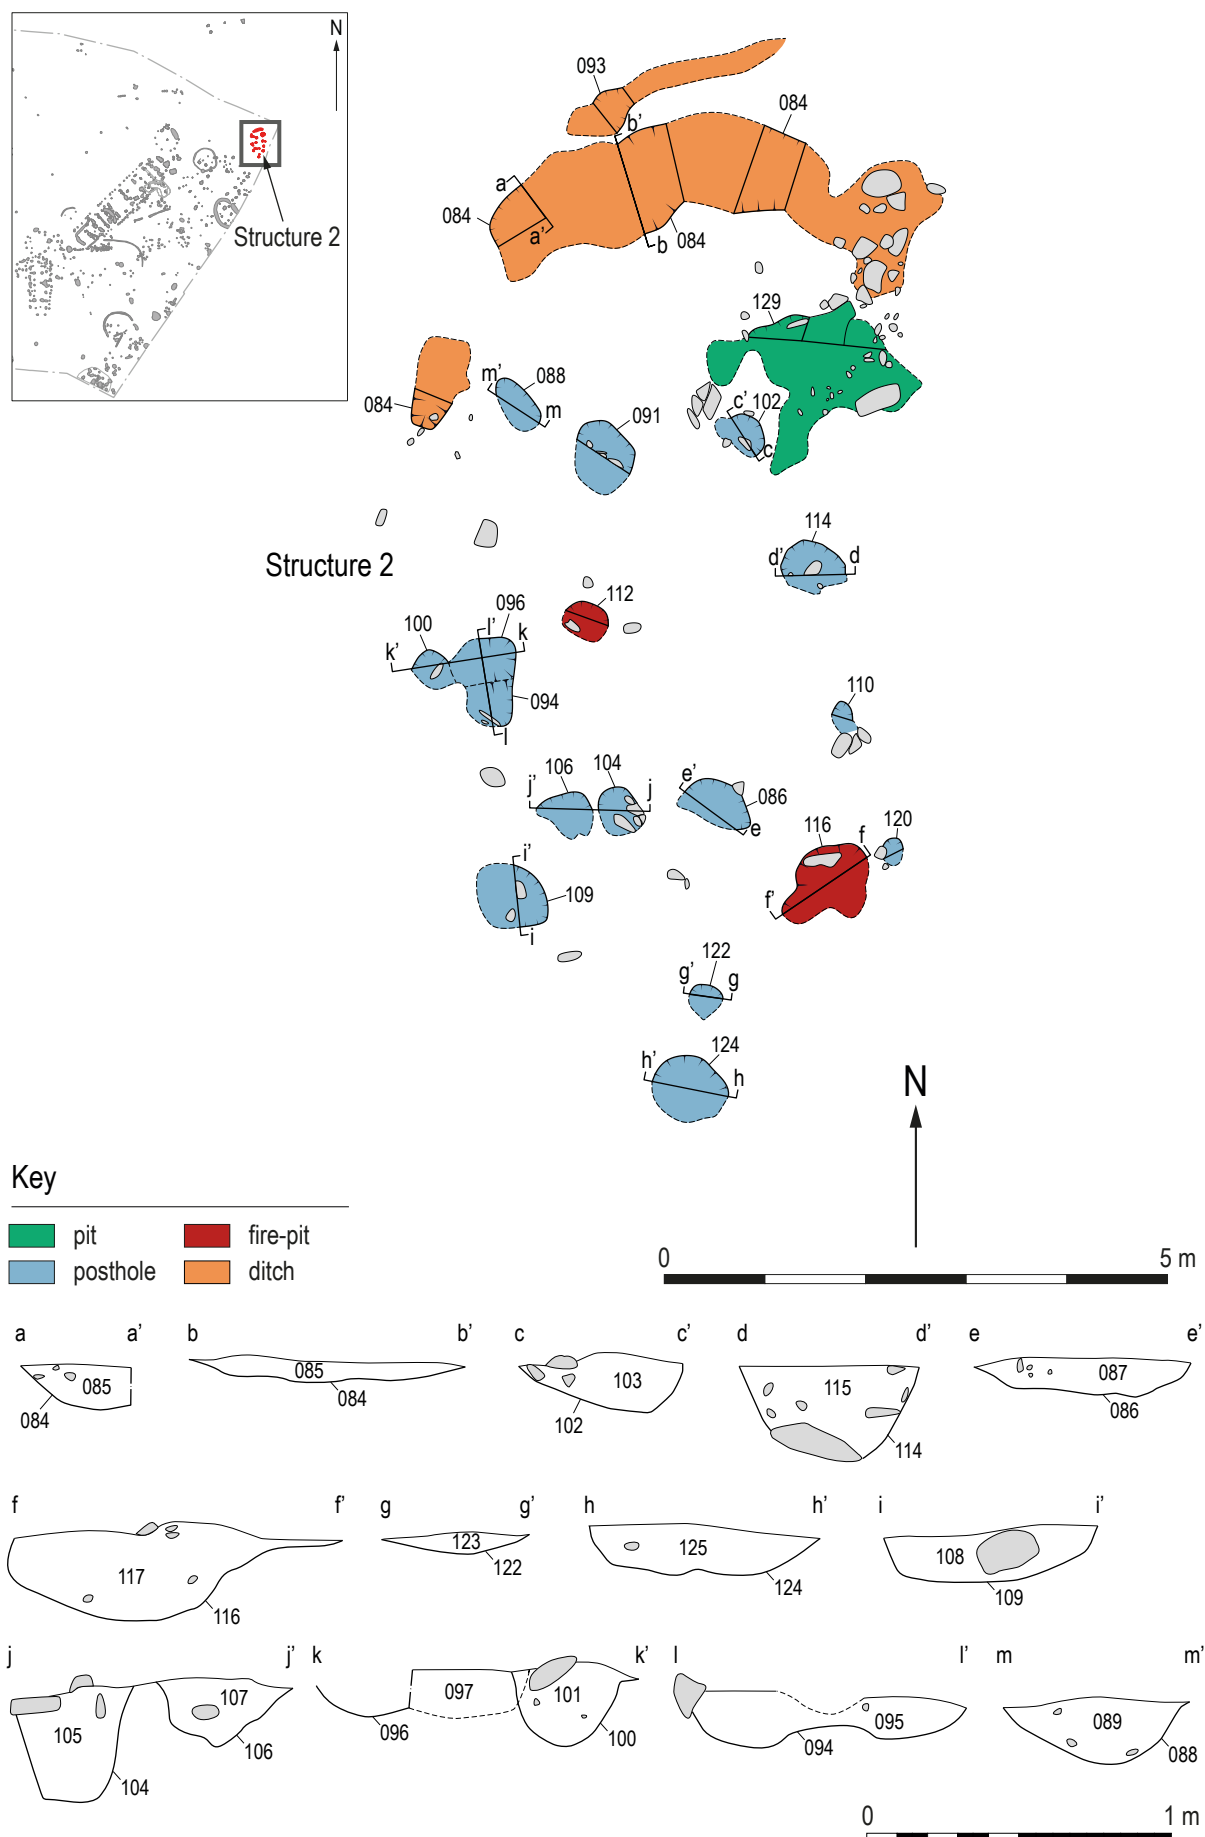 N
Structure 2
093
b'
084
a
084
a'
b
084
129
084
m'
088
m
091
c'
102
c
114
d'
d
Structure 2
112
096
100
l'
k
k'
094
l
110
106
104
j'
j
e'
086
e
116
f
120
f'
i'
109
i
122
g'
g
124
h'
h
N
Key
pit
fire-pit
posthole
ditch
0
5 m
a
a'
b
b'
c
c'
d
d'
e
e'
085
084
085
084
103
102
115
114
087
086
f
f'
g
g'
h
h'
i
i'
117
116
123
122
125
124
108
109
j
j'
k
k'
l
l'
m
m'
105
104
107
106
097
096
101
100
095
094
089
088
0
1 m